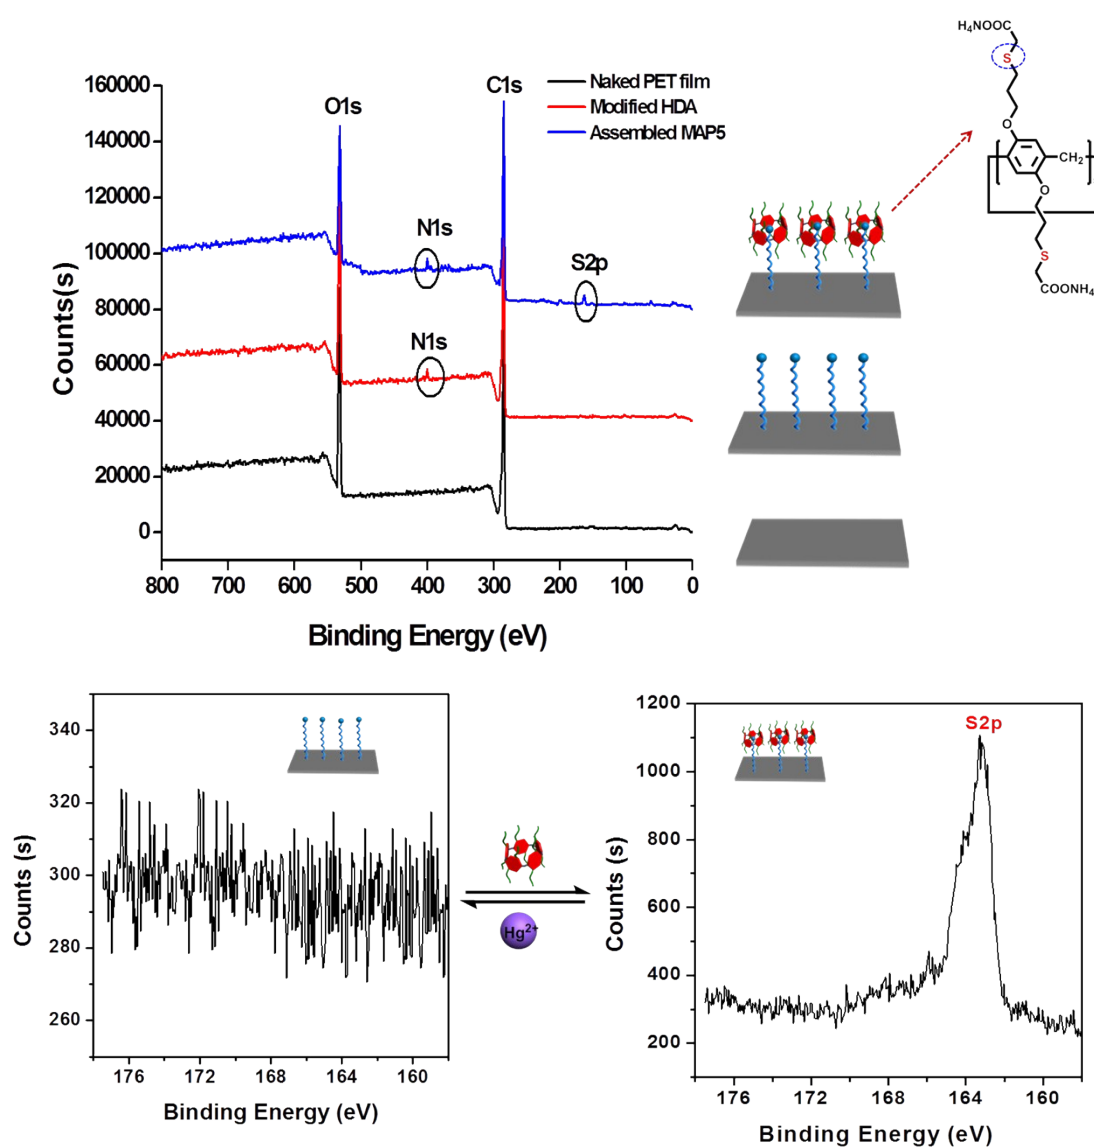 H₄NOOC
S
O
CH₂
O
S
COONH₄
Naked PET film
Modified HDA
Assembled MAP5
O1s
C1s
N1s
S2p
N1s
Counts(s)
160000
140000
120000
100000
80000
60000
40000
20000
0
800 700 600 500 400 300 200 100 0
Binding Energy (eV)
Counts (s)
340
320
300
280
260
176 172 168 164 160
Binding Energy (eV)
Hg²⁺
S2p
Counts (s)
1200
1000
800
600
400
200
176 172 168 164 160
Binding Energy (eV)